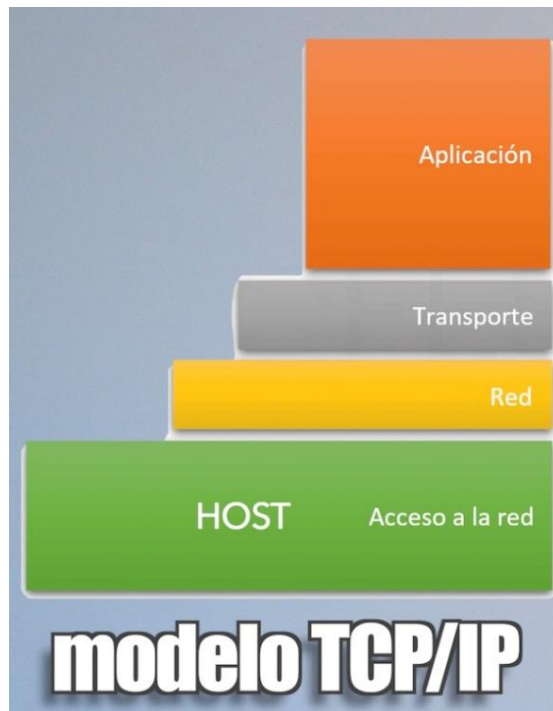 Aplicación
Transporte
Red
HOST Acceso a la red
modelo TCP/IP